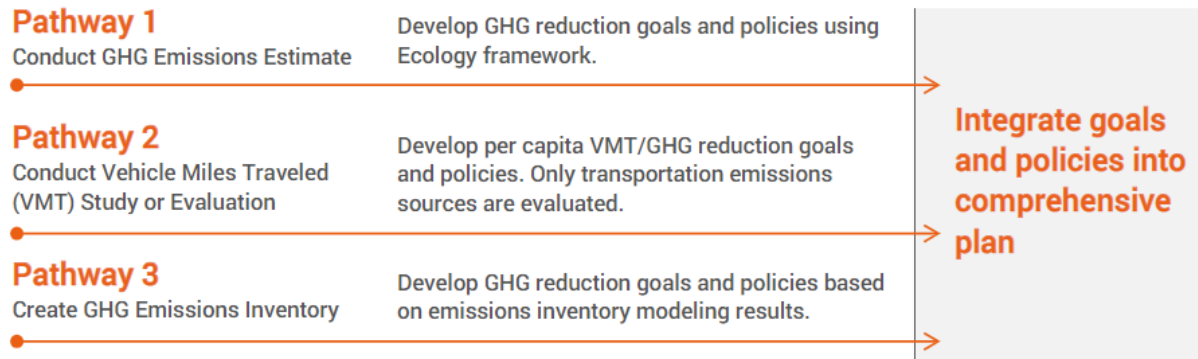 Pathway 1
Conduct GHG Emissions Estimate
Develop GHG reduction goals and policies using
Ecology framework.
Pathway 2
Conduct Vehicle Miles Traveled
(VMT) Study or Evaluation
Develop per capita VMT/GHG reduction goals
and policies. Only transportation emissions
sources are evaluated.
Pathway 3
Create GHG Emissions Inventory
Develop GHG reduction goals and policies based
on emissions inventory modeling results.
Integrate goals
and policies into
comprehensive
plan